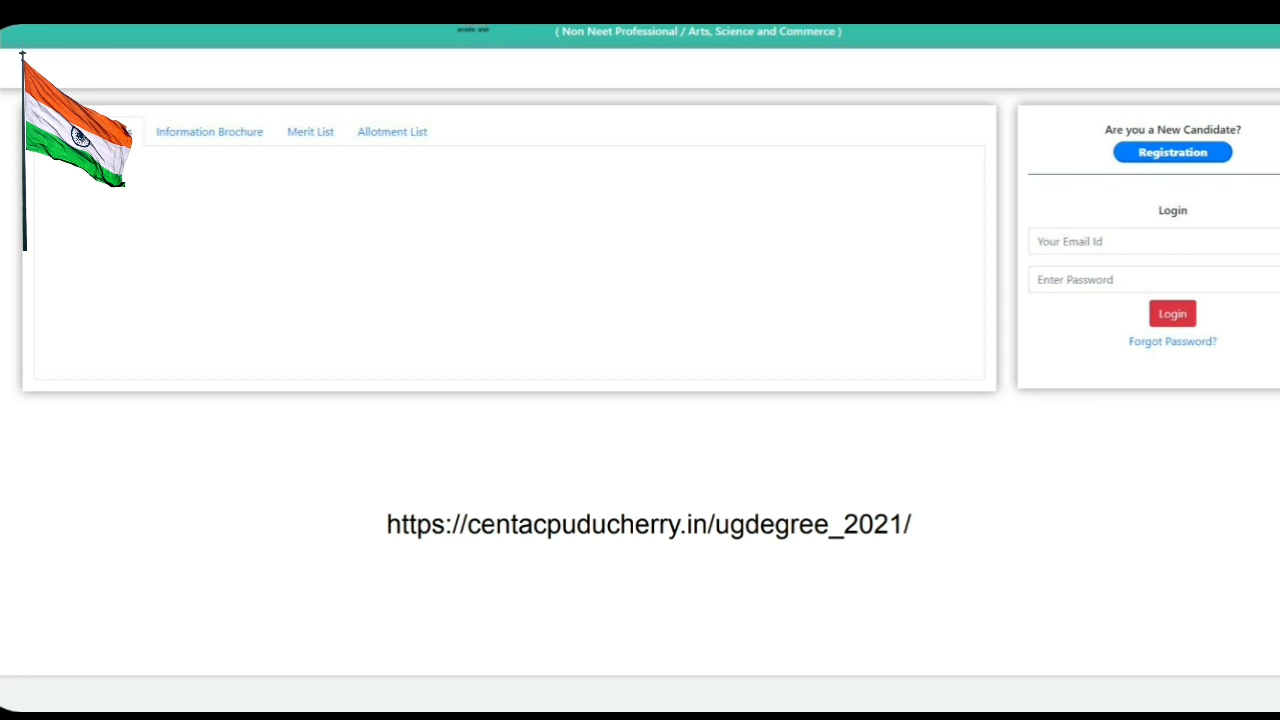 ( Non Neet Professional / Arts, Science and Commerce )
Information Brochure Merit List Allotment List
Are you a New Candidate?
Registration
Login
Your Email Id
Enter Password
Login
Forgot Password?
https://centacpuducherry.in/ugdegree_2021/